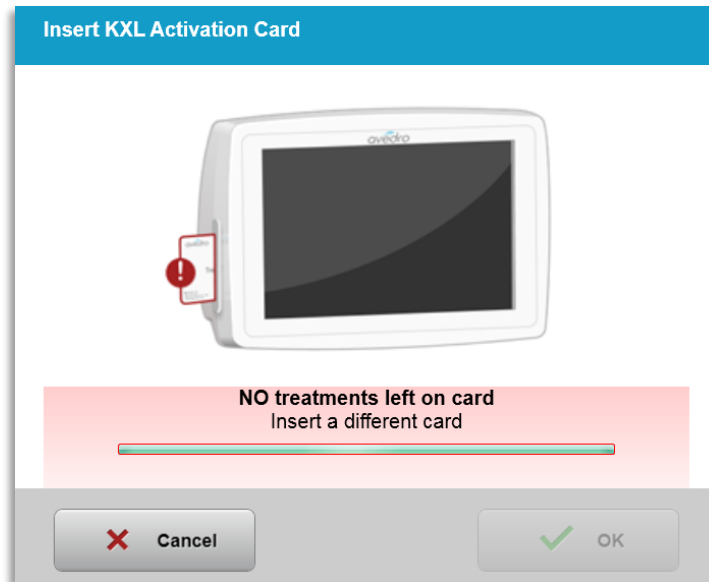 Insert KXL Activation Card
avedro
avedro
NO treatments left on card
Insert a different card
Cancel
OK